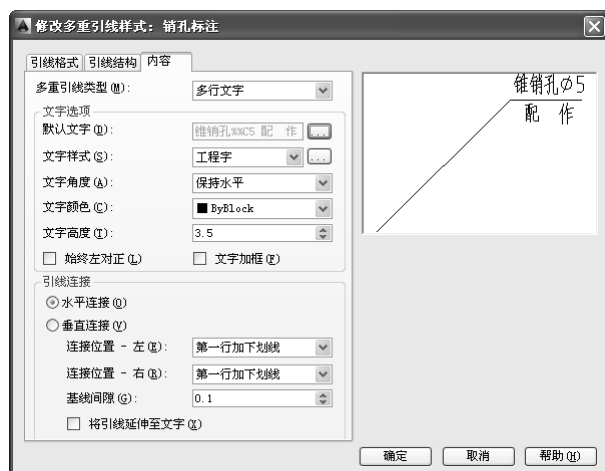 修改多重引线样式：销孔标注
引线格式 引线结构 内容
多重引线类型(M)： 多行文字
文字选项
默认文字(D)： 锥销孔%%C5 配 作 ...
文字样式(S)： 工程字 ...
文字角度(A)： 保持水平
文字颜色(C)： ByBlock
文字高度(T)： 3.5
始终左对正(L) 文字加框(F)
引线连接
水平连接(O)
垂直连接(V)
连接位置 - 左(E)： 第一行加下划线
连接位置 - 右(R)： 第一行加下划线
基线间隙(G)： 0.1
将引线延伸至文字(X)
锥销孔∅5
配 作
确定 取消 帮助(H)